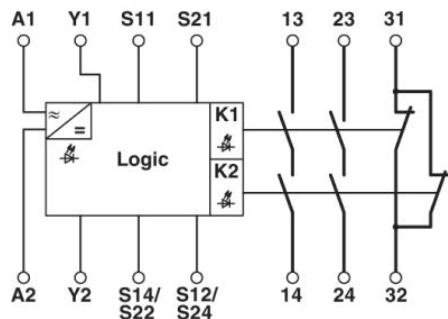 A1 Y1 S11 S21 13 23 31
≈
=
K1
Logic
K2
A2 Y2 S14/ S12/ 14 24 32
S22 S24